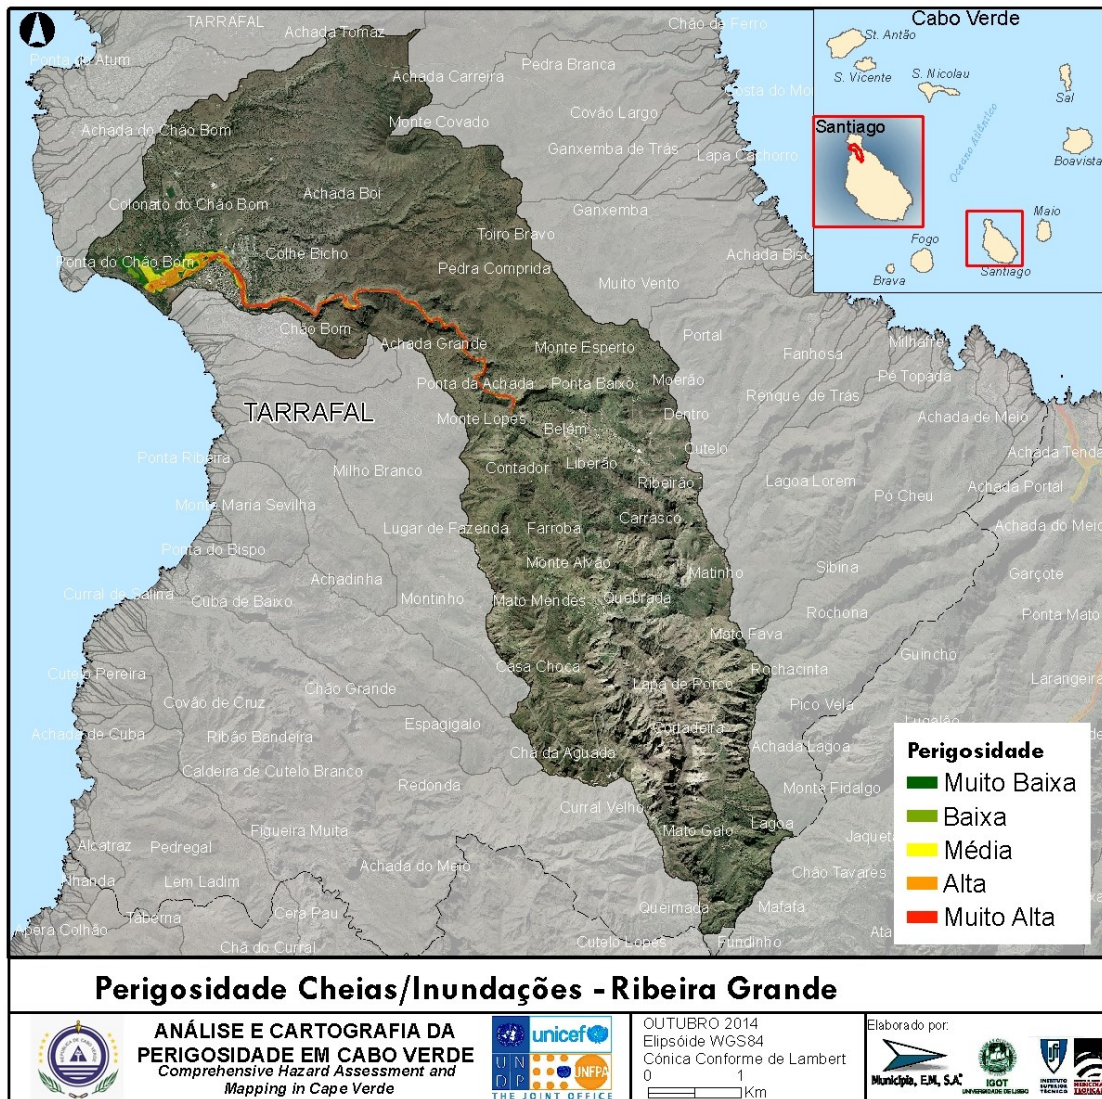 TARRAFAL
Achada Tomaz
Chão de Ferro
Ponta do Atum
Achada Carreira
Pedra Branca
Covão Largo
Achada do Chão Bom
Monte Covado
Ganxemba de Trás
Lapa Cachorro
Achada Boi
Colonato do Chão Bom
Ganxemba
Toiro Bravo
Colhe Bicho
Ponta do Chão Bom
Pedra Comprida
Muito Vento
Chão Bom
Achada Grande
Monte Esperto
Portal
Fanhosa
Milhafre
Ponta da Achada
Ponta Baixo
Moerão
Pé Topada
Renque de Trás
TARRAFAL
Monte Lopes
Dentro
Achada de Meio
Belém
Cutelo
Ponta Ribeira
Milho Branco
Contador
Liberão
Ribeirão
Lagoa Lorem
Achada Portal
Pó Cheu
Monte Maria Sevilha
Lugar de Fazenda
Farroba
Carrasco
Achada do Meio
Ponta do Bispo
Monte Alvão
Matinho
Sibina
Garçote
Achadinha
Curral de Salina
Cuba de Baixo
Montinho
Mato Mendes
Quebrada
Rochona
Ponta Mato
Mato Fava
Guincho
Cutelo Pereira
Casa Choca
Rochacinta
Chão Grande
Lapa de Porco
Larangeira
Covão de Cruz
Pico Vela
Espagigalo
Achada de Cuba
Ribão Bandeira
Cortadeira
Lugalão
Chã da Aguada
Achada Lagoa
Caldeira de Cutelo Branco
Redonda
Monte Fidalgo
Curral Velho
Figueira Muita
Mato Galo
Lagoa
Alcatraz
Pedregal
Achada do Meio
Chão Tavares
Lem Ladim
Queimada
Mafafa
Taberna
Cera Pau
Apera Colhão
Chã do Curral
Cutelo Lopes
Fundinho
Cabo Verde
St. Antão
S. Vicente
S. Nicolau
Sal
Santiago
Oceano Atlântico
Boavista
Maio
Fogo
Santiago
Brava
Perigosidade
Muito Baixa
Baixa
Média
Alta
Muito Alta
Perigosidade Cheias/Inundações - Ribeira Grande
ANÁLISE E CARTOGRAFIA DA
PERIGOSIDADE EM CABO VERDE
Comprehensive Hazard Assessment and
Mapping in Cape Verde
unicef
UNDP
UNFPA
THE JOINT OFFICE
OUTUBRO 2014
Elipsóide WGS84
Cónica Conforme de Lambert
0 1
Km
Elaborado por:
Município, E.M., S.A.
IGOT
UNIVERSIDADE DE LISBOA
INSTITUTO
SUPERIOR
TÉCNICO